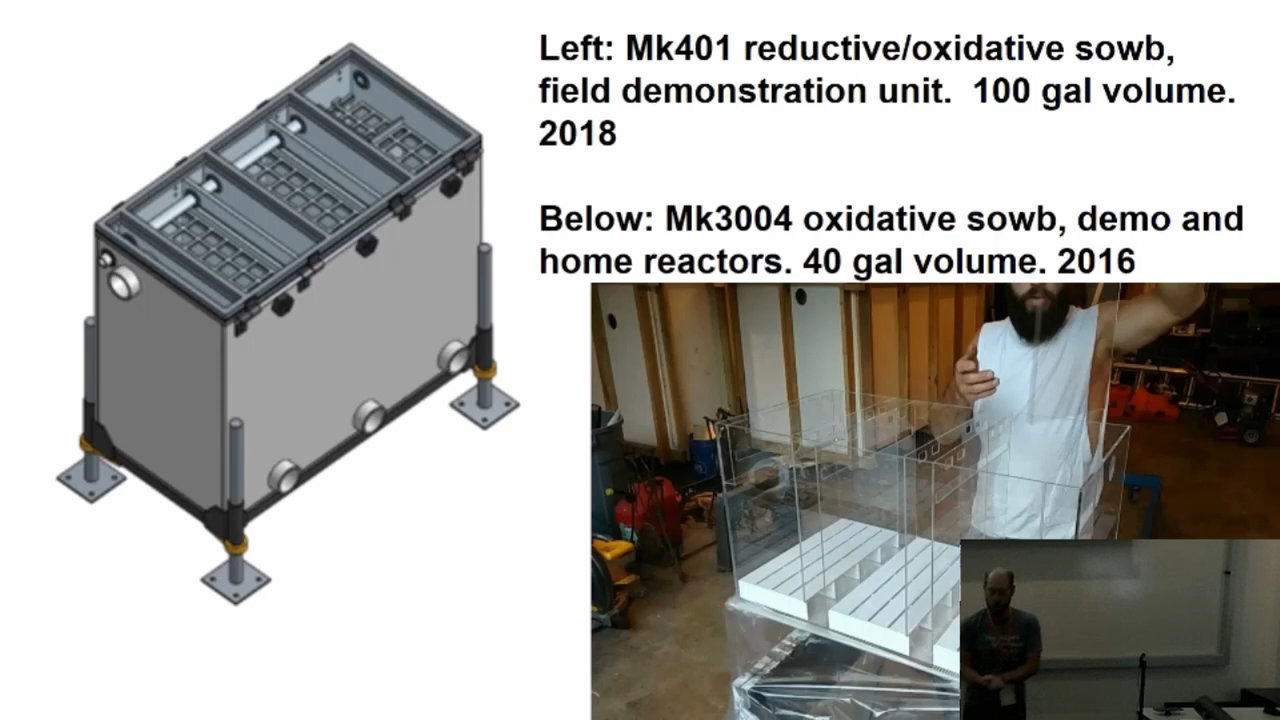 Left: Mk401 reductive/oxidative sowb,
field demonstration unit.  100 gal volume.
2018
Below: Mk3004 oxidative sowb, demo and
home reactors. 40 gal volume. 2016